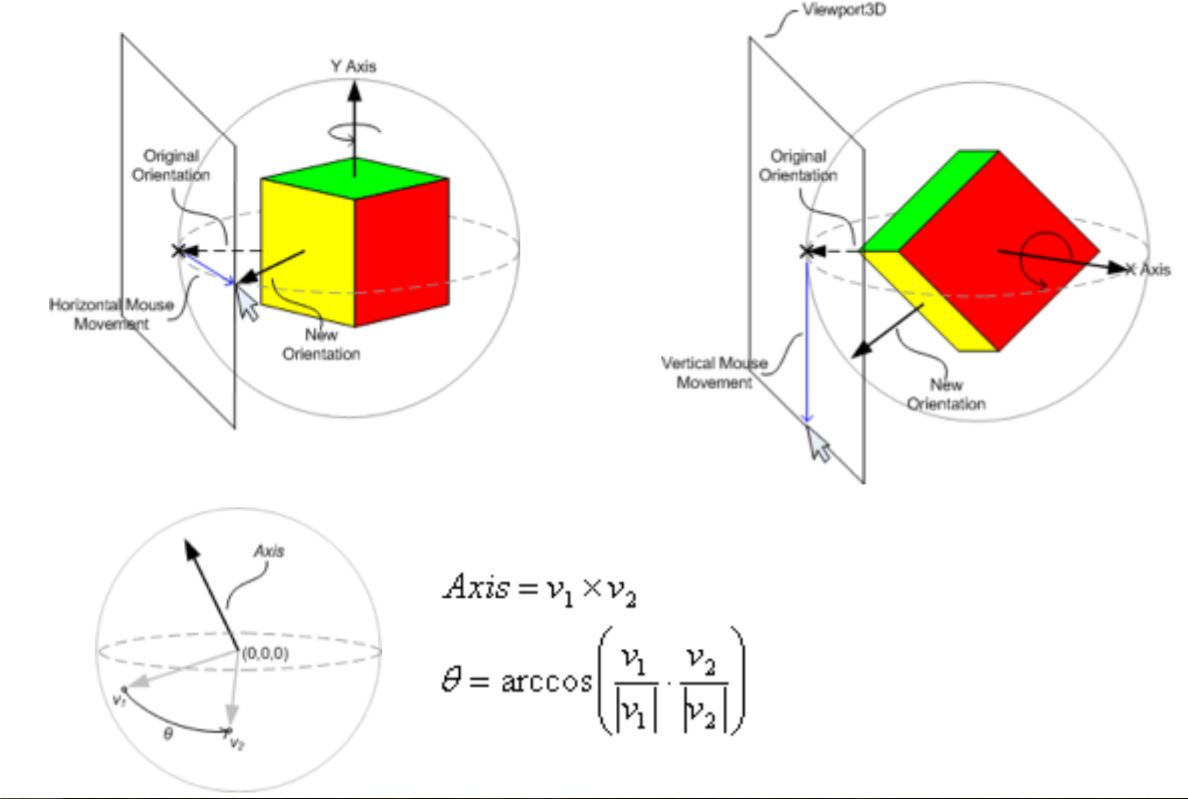 Viewport3D
Y Axis
Original
Orientation
Horizontal Mouse
Movement
New
Orientation
Original
Orientation
X Axis
Vertical Mouse
Movement
New
Orientation
Axis
(0,0,0)
v₁
θ
v₂
Axis = v₁ × v₂
θ = arccos(v₁/|v₁| · v₂/|v₂|)